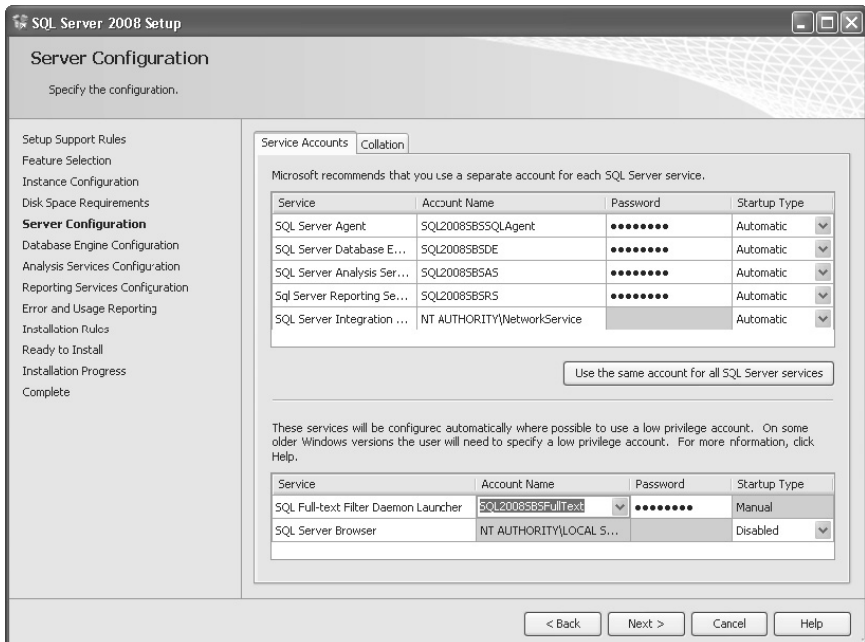 SQL Server 2008 Setup
Server Configuration
Specify the configuration.
Setup Support Rules
Feature Selection
Instance Configuration
Disk Space Requirements
Server Configuration
Database Engine Configuration
Analysis Services Configuration
Reporting Services Configuration
Error and Usage Reporting
Installation Rules
Ready to Install
Installation Progress
Complete
Service Accounts Collation
Microsoft recommends that you use a separate account for each SQL Server service.
Service Account Name Password Startup Type
SQL Server Agent SQL2008SBSSQLAgent ●●●●●●●● Automatic
SQL Server Database E... SQL2008SBSDE ●●●●●●●● Automatic
SQL Server Analysis Ser... SQL2008SBSAS ●●●●●●●● Automatic
Sql Server Reporting Se... SQL2008SBSRS ●●●●●●●● Automatic
SQL Server Integration ... NT AUTHORITY\NetworkService Automatic
Use the same account for all SQL Server services
These services will be configurec automatically where possible to use a low privilege account. On some
older Windows versions the user will need to specify a low privilege account. For more nformation, click
Help.
Service Account Name Password Startup Type
SQL Full-text Filter Daemon Launcher SQL2008SBSFullText ●●●●●●●● Manual
SQL Server Browser NT AUTHORITY\LOCAL S... Disabled
< Back Next > Cancel Help